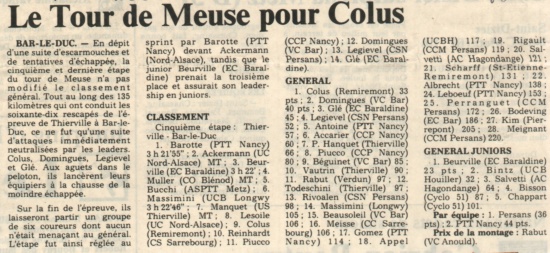 Le Tour de Meuse pour Colus
BAR-LE-DUC. — En dépit
d'une suite d'escarmouches et
de tentatives d'échappée, la
cinquième et dernière étape
du tour de Meuse n'a pas
modifié le classement
général. Tout au long des 135
kilomètres qui ont conduit les
soixante-dix rescapés de
l'épreuve de Thierville à Bar-le-
Duc, ce ne fut qu'une suite
d'attaques immédiatement
neutralisées par les leaders.
Colus, Domingues, Legievel
et Glé. Aux aguets dans le
peloton, ils lancèrent leurs
équipiers à la chasse de la
moindre échappée.
Sur la fin de l'épreuve, ils
laissèrent partir un groupe
de six coureurs dont aucun
n'était menaçant au général.
L'étape fut ainsi réglée au
sprint par Barotte (PTT
Nancy) devant Ackermann
(Nord-Alsace), tandis que le
junior Beurville (EC Baral-
dine) prenait la troisième
place et assurait son leader-
ship en juniors.
CLASSEMENT
Cinquième étape : Thier-
ville - Bar-le-Duc
1. Barotte (PTT Nancy)
3 h 21'35" ; 2. Ackermann (UC
Nord-Alsace) MT ; 3. Beur-
ville (EC Baraldine) 3 h 22' ; 4.
Muller (CO Blénod) MT ; 5.
Bucchi (ASPTT Metz) ; 6.
Massimini (UCB Longwy
3 h 22'46" ; 7. Manquet (US
Thierville) MT ; 8. Lesoile
(UC Nord-Alsace) ; 9. Colus
(Remiremont) ; 10. Reinhardt
(CS Sarrebourg) ; 11. Piucco
(CCP Nancy) ; 12. Domingues
(VC Bar) ; 13. Legievel (CSN
Persans) ; 14. Glé (EC Baral-
dine).
GENERAL
1. Colus (Remiremont) 33
pts ; 2. Domingues (VC Bar)
40 pts ; 3. Glé (EC Baraldine)
45 ; 4. Legievel (CSN Persans)
52 ; 5. Antoine (PTT Nancy)
57 ; 6. Accarier (CCP Nancy)
60 ; 7. P. Hanquet (Thierville)
66 ; 8. Piucco (CCP Nancy)
80 ; 9. Béguinet (VC Bar) 85 ;
10. Vautrin (Thierville) 90 ;
11. Rabut (Verdun) 97 ; 12.
Todeschini (Thierville) 97 ;
13. Rivoalen (CSN Persans)
98 ; 14. Massimini (Longwy)
105 ; 15. Beausoleil (VC Bar)
106 ; 16. Meisse (CC Sarre-
bourg) 106 ; 17. Gomez (PTT
Nancy) 114 ; 18. Appel
(UCBH) 117 ; 19. Rigault
(CCM Persans) 119 ; 20. Sal-
vetti (AC Hagondange) 121 ;
21. Scharff (St-Etienne-
Remiremont) 131 ; 22.
Albrecht (PTT Nancy) 138 ;
24. Leboeuf (PTT Nancy) 153 ;
25. Perranguet (CCM
Persans) 172 ; 26. Bodeving
(EC Bar) 186 ; 27. Kim (Pier-
repont) 205 ; 28. Meignant
(CCM Persans) 220.
GENERAL JUNIORS
1. Beurville (EC Baraldine)
23 pts ; 2. Bintz (UCB
Houiller) 32 ; 3. Salvetti (AC
Hagondange) 64 ; 4. Bisson
(Cyclo 51) 87 ; 5. Chappart
(Cyclo 51) 101.
Par équipe : 1. Persans (36
pts) ; 2. PTT Nancy 44 pts.
Prix de la montagne : Rabut
(VC Anould).